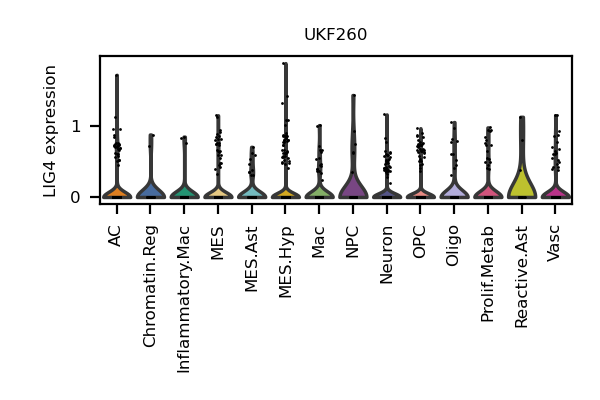 UKF260
LIG4 expression
1
0
AC
Chromatin.Reg
Inflammatory.Mac
MES
MES.Ast
MES.Hyp
Mac
NPC
Neuron
OPC
Oligo
Prolif.Metab
Reactive.Ast
Vasc